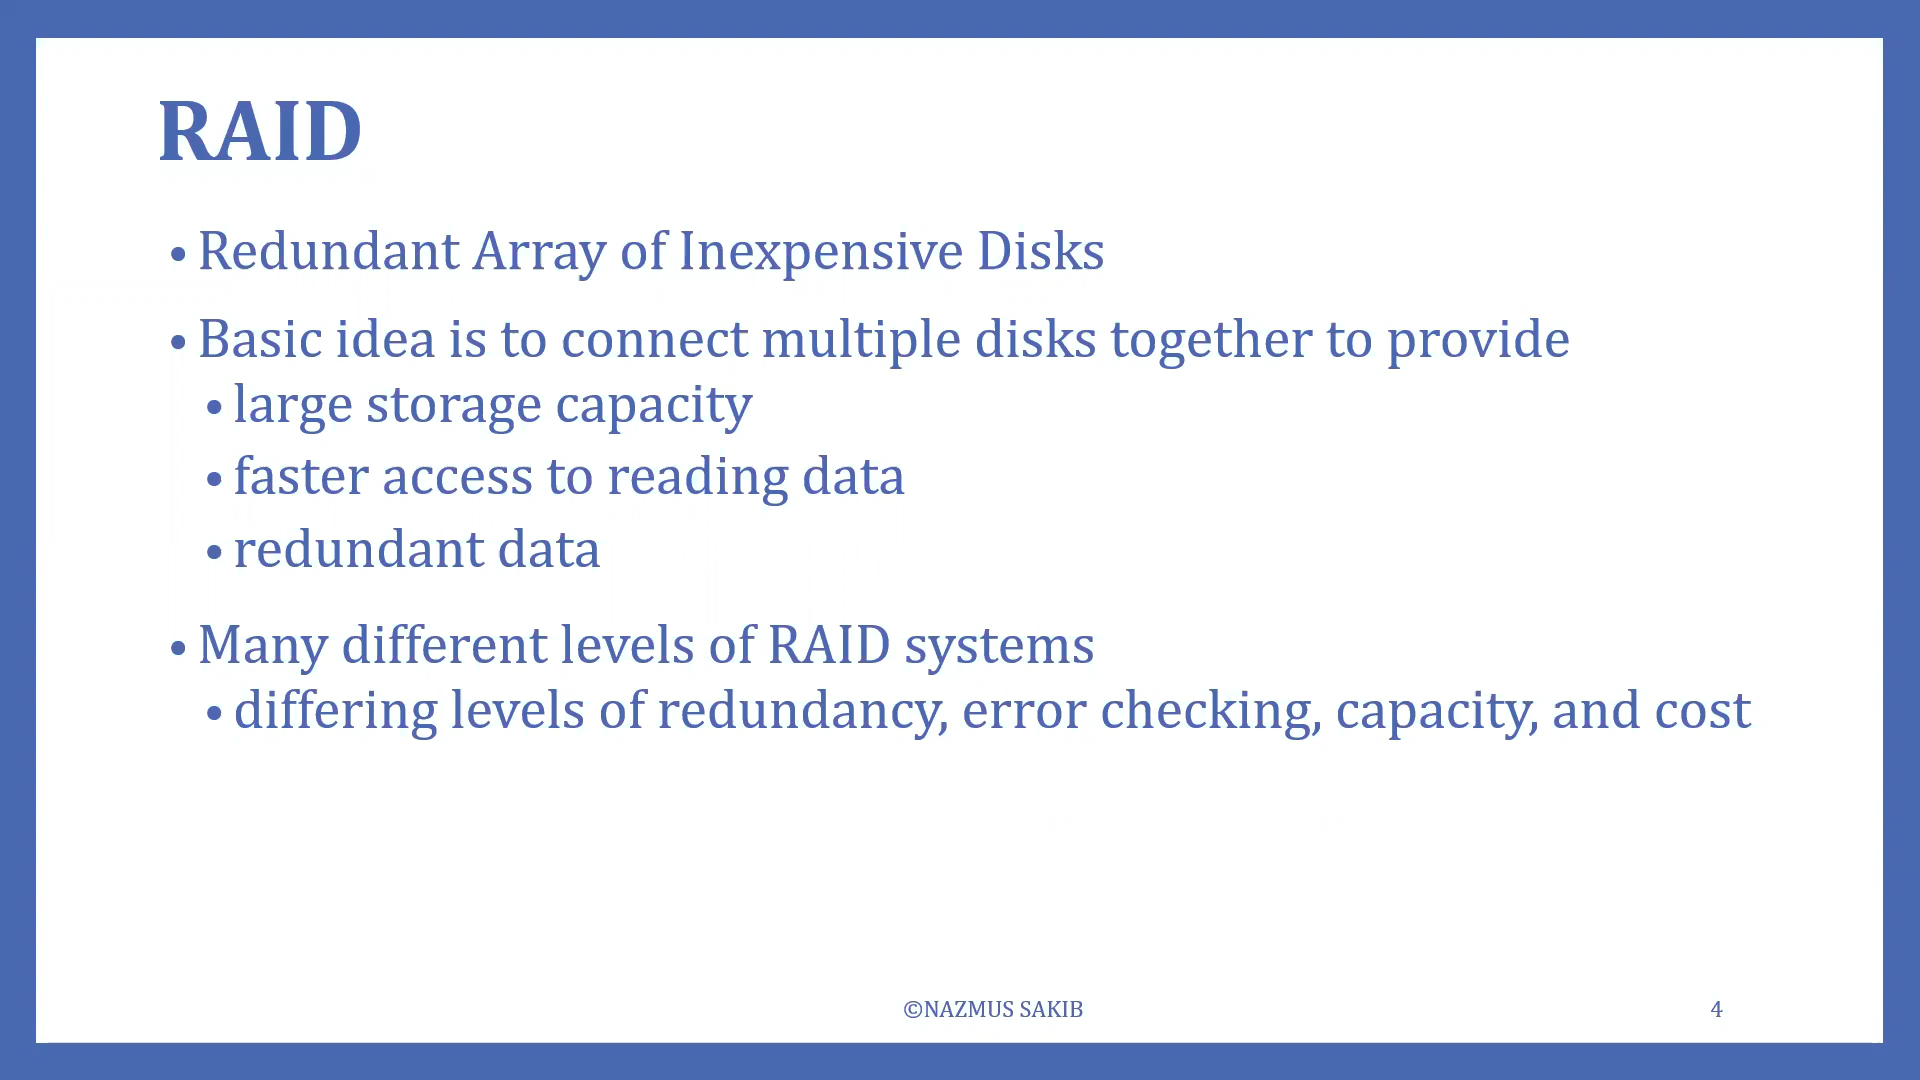 RAID
• Redundant Array of Inexpensive Disks
• Basic idea is to connect multiple disks together to provide
• large storage capacity
• faster access to reading data
• redundant data
• Many different levels of RAID systems
• differing levels of redundancy, error checking, capacity, and cost
©NAZMUS SAKIB
4